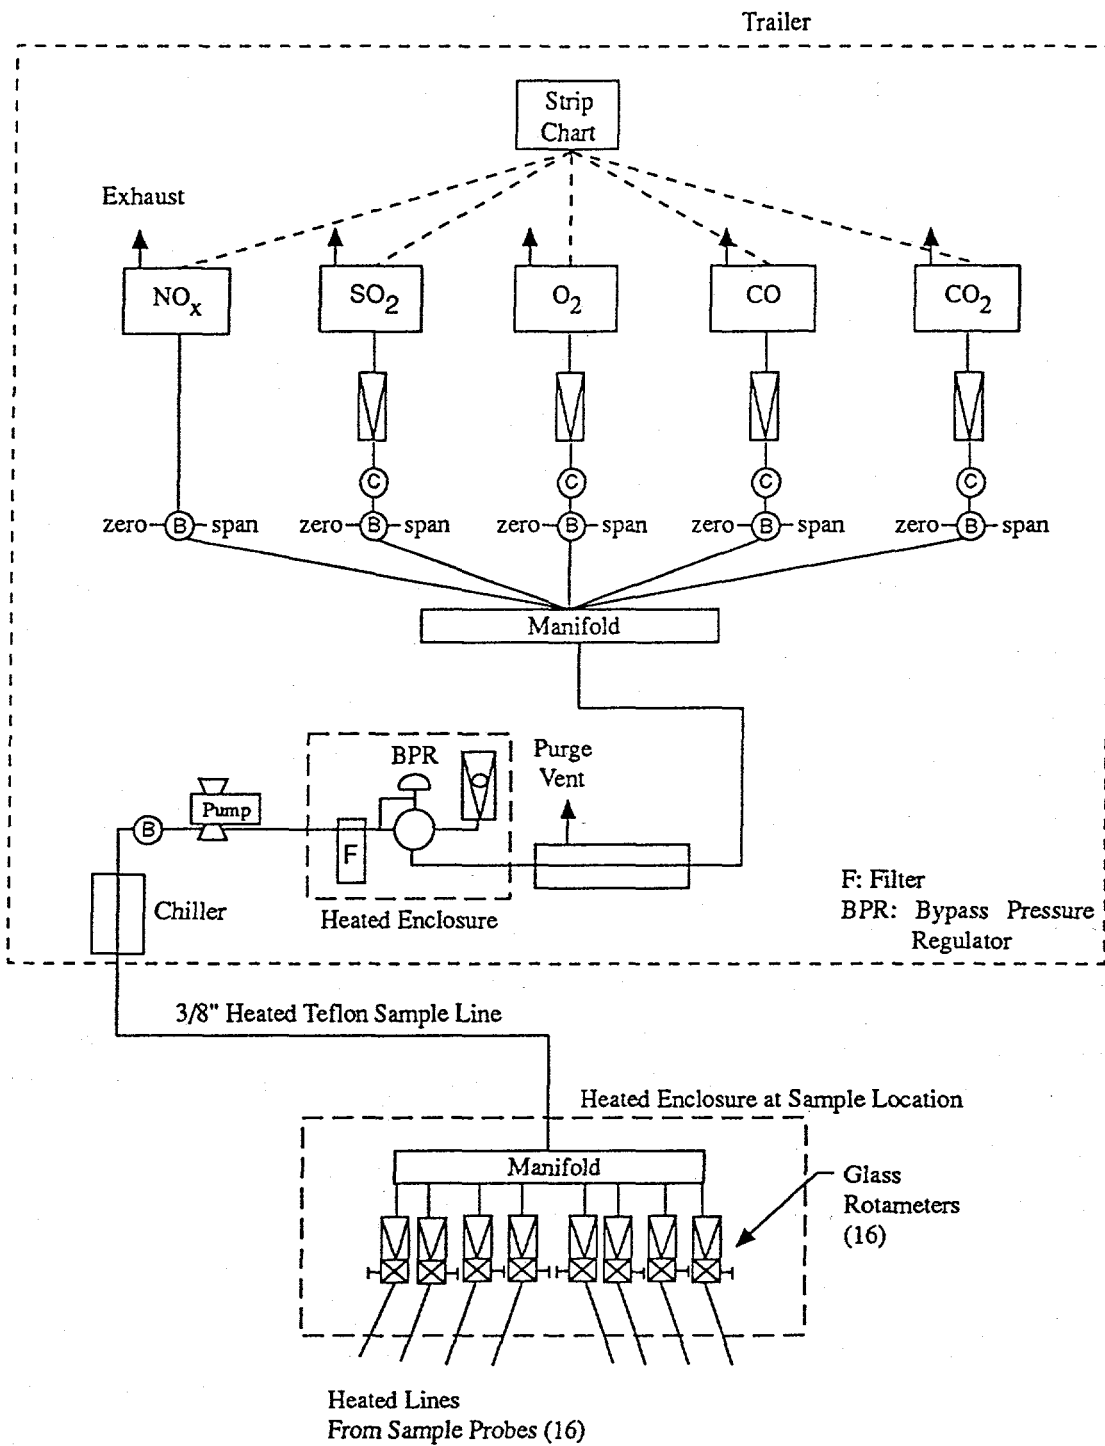 Trailer
Strip
Chart
Exhaust
NOx
SO2
O2
CO
CO2
C
C
C
C
zero B span
zero B span
zero B span
zero B span
zero B span
Manifold
BPR
Purge
Vent
Pump
B
F
Chiller
Heated Enclosure
F: Filter
BPR: Bypass Pressure
Regulator
3/8" Heated Teflon Sample Line
Heated Enclosure at Sample Location
Manifold
Glass
Rotameters
(16)
Heated Lines
From Sample Probes (16)